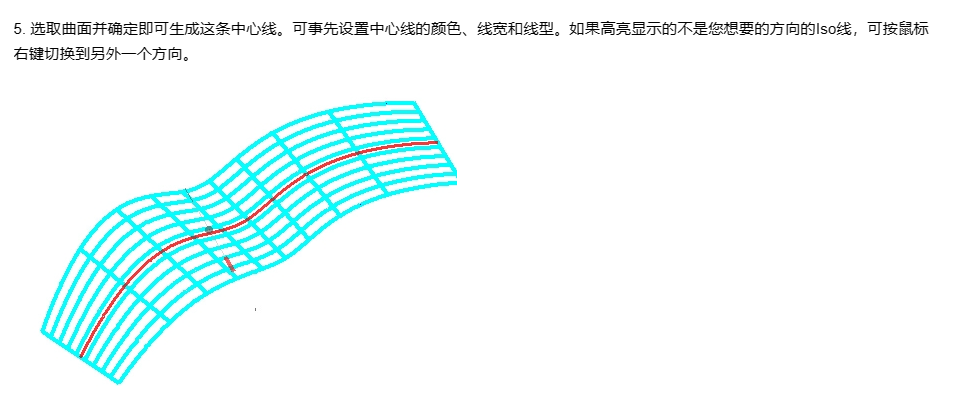 5. 选取曲面并确定即可生成这条中心线。可事先设置中心线的颜色、线宽和线型。如果高亮显示的不是您想要的方向的Iso线，可按鼠标
右键切换到另外一个方向。